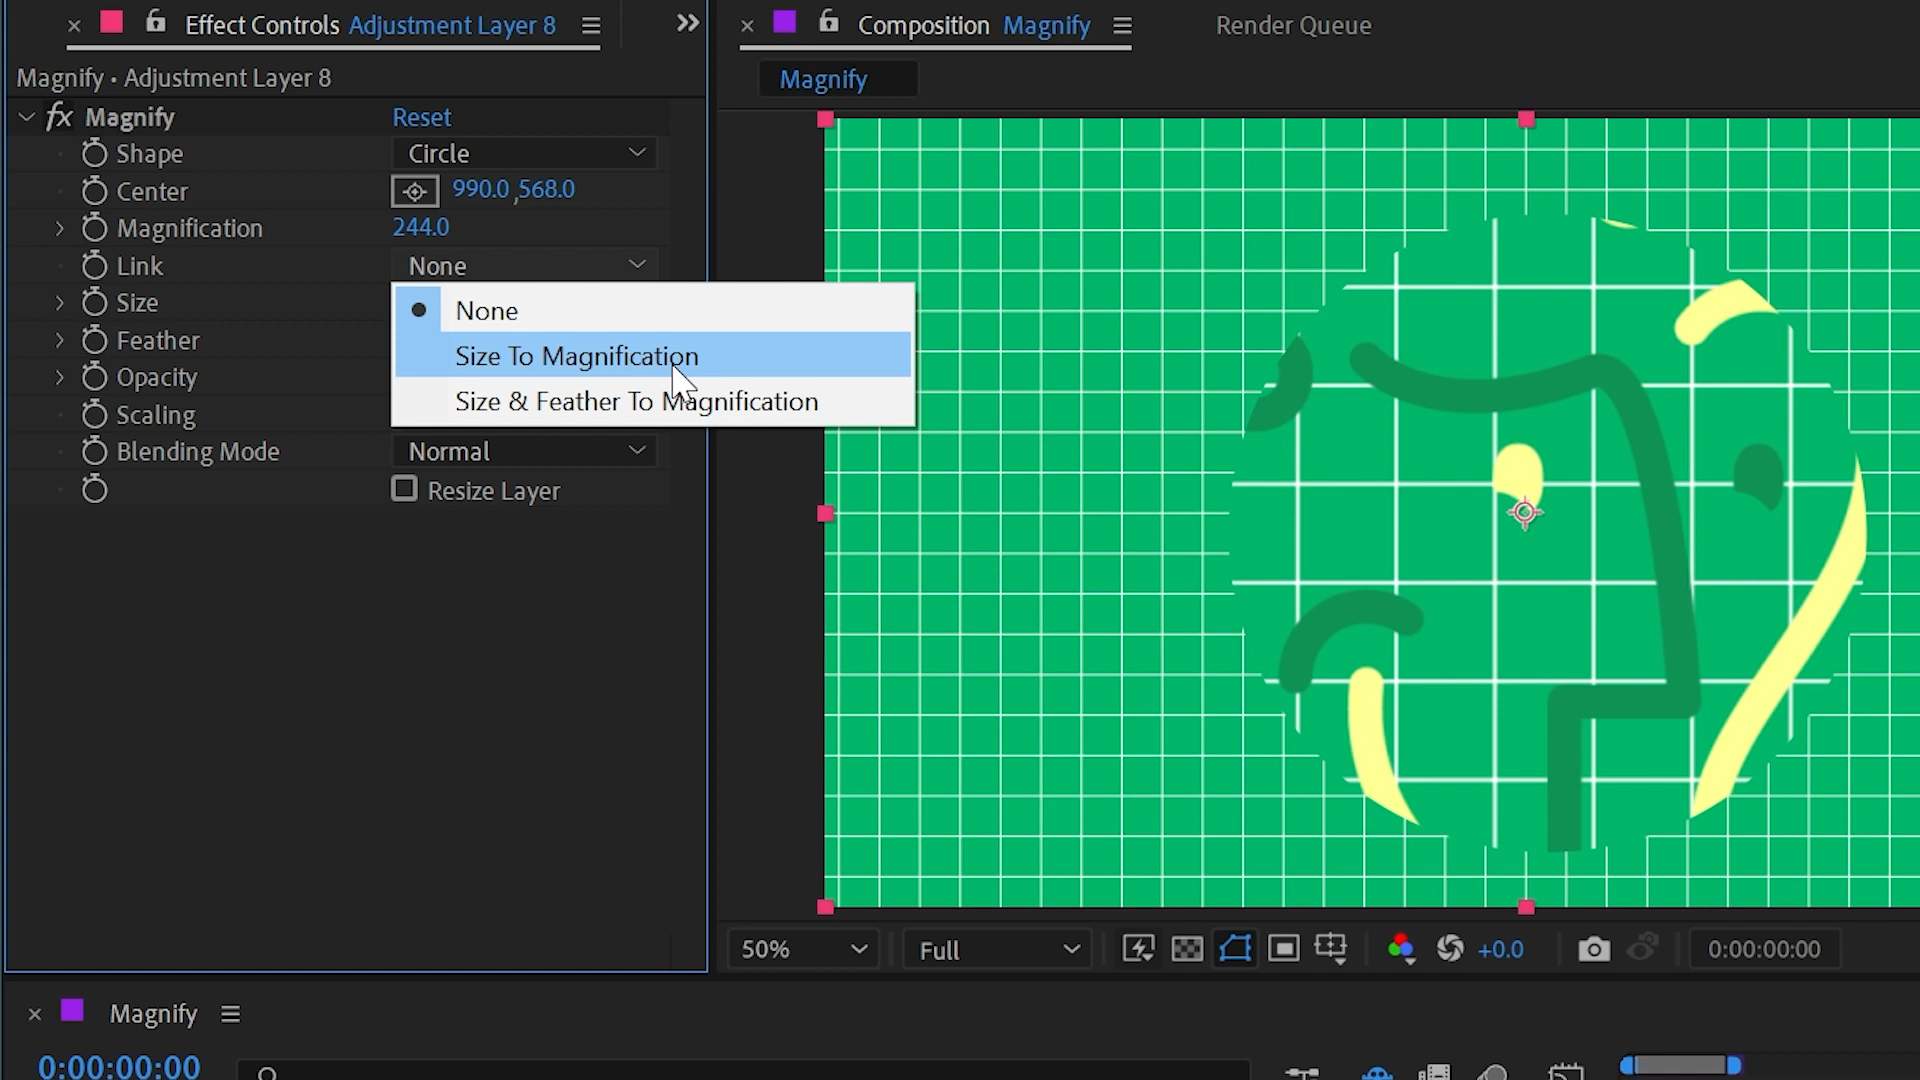 Effect Controls Adjustment Layer 8
Composition Magnify
Render Queue
Magnify • Adjustment Layer 8
Magnify
fx Magnify Reset
Shape Circle
Center 990.0,568.0
Magnification 244.0
Link None
Size
Feather
Opacity
Scaling
None
Size To Magnification
Size & Feather To Magnification
Blending Mode Normal
Resize Layer
50% Full +0.0 0:00:00:00
Magnify
0:00:00:00